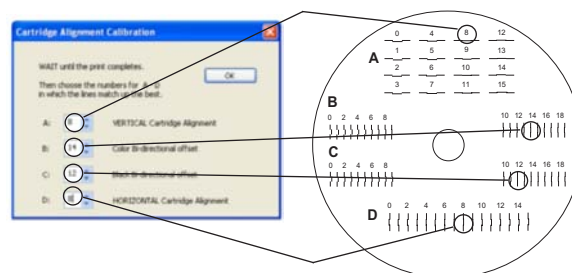 Cartridge Alignment Calibration
WAIT until the print completes.
OK
Then choose the numbers for A - D
in which the lines match up the best.
A: 8 VERTICAL Cartridge Alignment
B: 14 Color Bi-directional offset
C: 12 Black Bi-directional offset
D: 8 HORIZONTAL Cartridge Alignment
0 4 8 12
A
1 5 9 13
2 6 10 14
3 7 11 15
B
0 2 4 6 8 10 12 14 16 18
C
0 2 4 6 8 10 12 14 16 18
D
0 2 4 6 8 10 12 14